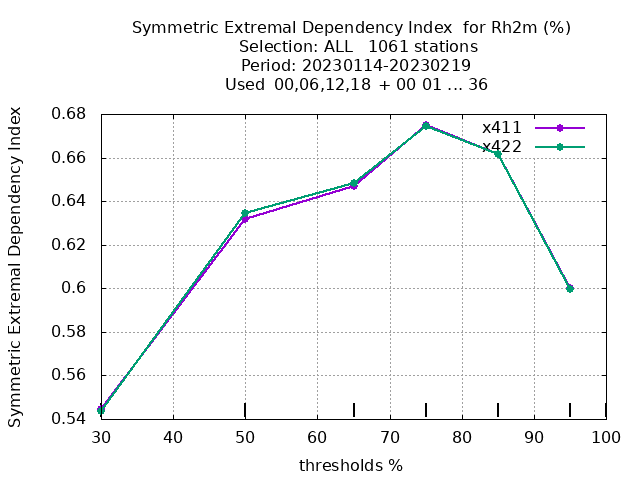 Symmetric Extremal Dependency Index  for Rh2m (%)
Selection: ALL   1061 stations
Period: 20230114-20230219
Used  00,06,12,18  + 00 01 ... 36
Symmetric Extremal Dependency Index
0.68
0.66
0.64
0.62
0.6
0.58
0.56
0.54
x411
x422
30 40 50 60 70 80 90 100
thresholds %